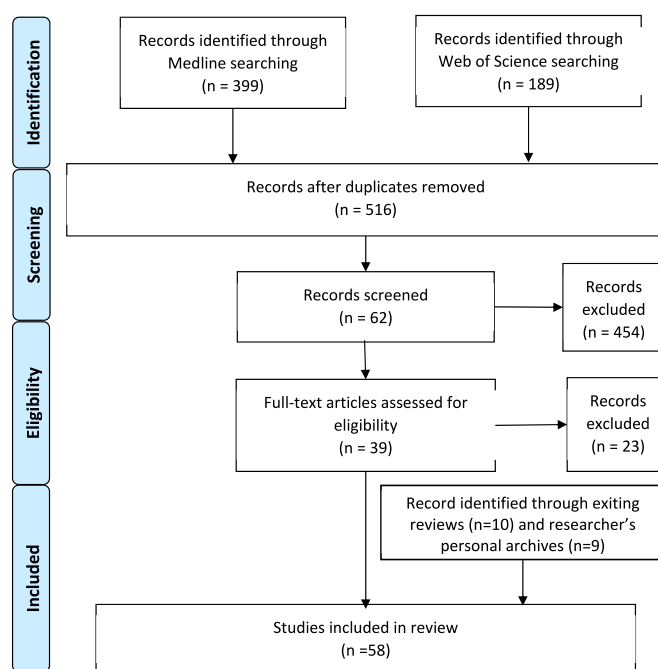 Identification
Records identified through
Medline searching
(n = 399)
Records identified through
Web of Science searching
(n = 189)
Records after duplicates removed
(n = 516)
Screening
Records screened
(n = 62)
Records
excluded
(n = 454)
Eligibility
Full-text articles assessed for
eligibility
(n = 39)
Records
excluded
(n = 23)
Included
Record identified through exiting
reviews (n=10) and researcher’s
personal archives (n=9)
Studies included in review
(n =58)